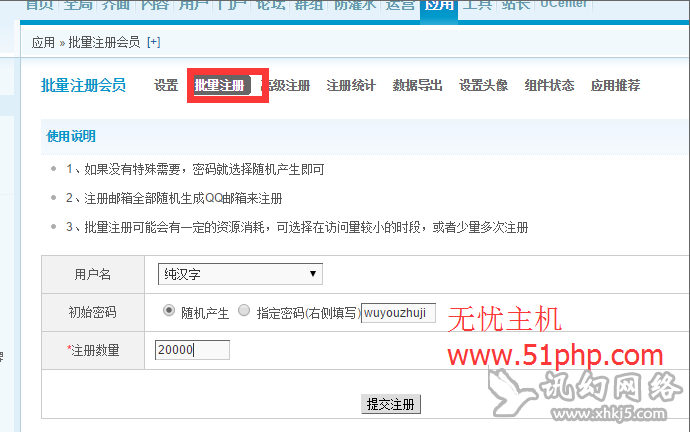 首页 全局 界面 内容 用户 门户 论坛 群组 防灌水 运营 应用 工具 站长 UCenter
应用 » 批量注册会员 [+]
批量注册会员 设置 批量注册 高级注册 注册统计 数据导出 设置头像 组件状态 应用推荐
使用说明
1、如果没有特殊需要，密码就选择随机产生即可
2、注册邮箱全部随机生成QQ邮箱来注册
3、批量注册可能会有一定的资源消耗，可选择在访问量较小的时段，或者少量多次注册
用户名 纯汉字
初始密码 随机产生 指定密码(右侧填写) wuyouzhuji
无忧主机
*注册数量 20000
www.51php.com
提交注册
讯幻网络
www.xhkj5.com